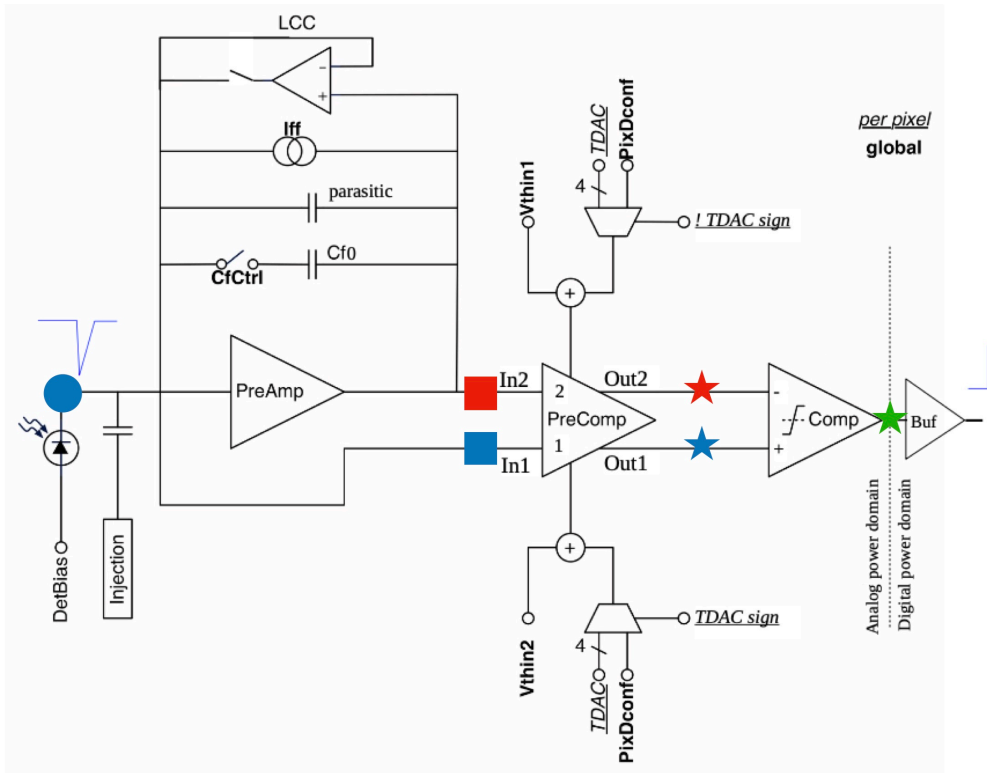 LCC
-
+
Iff
parasitic
Cf0
CfCtrl
TDAC
PixDconf
4
Vthin1
! TDAC sign
+
per pixel
global
PreAmp
In2
2
Out2
PreComp
In1
1
Out1
-
Comp
+
Buf
DetBias
Injection
+
Vthin2
4
TDAC
PixDconf
TDAC sign
Analog power domain
Digital power domain